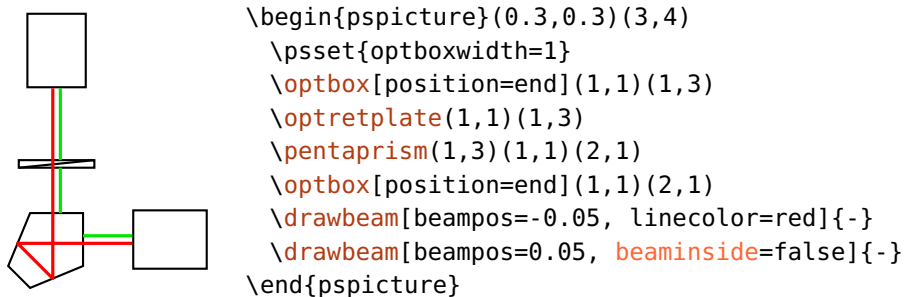 \begin{pspicture}(0.3,0.3)(3,4)
  \psset{optboxwidth=1}
  \optbox[position=end](1,1)(1,3)
  \optretplate(1,1)(1,3)
  \pentaprism(1,3)(1,1)(2,1)
  \optbox[position=end](1,1)(2,1)
  \drawbeam[beampos=-0.05, linecolor=red]{-}
  \drawbeam[beampos=0.05, beaminside=false]{-}
\end{pspicture}